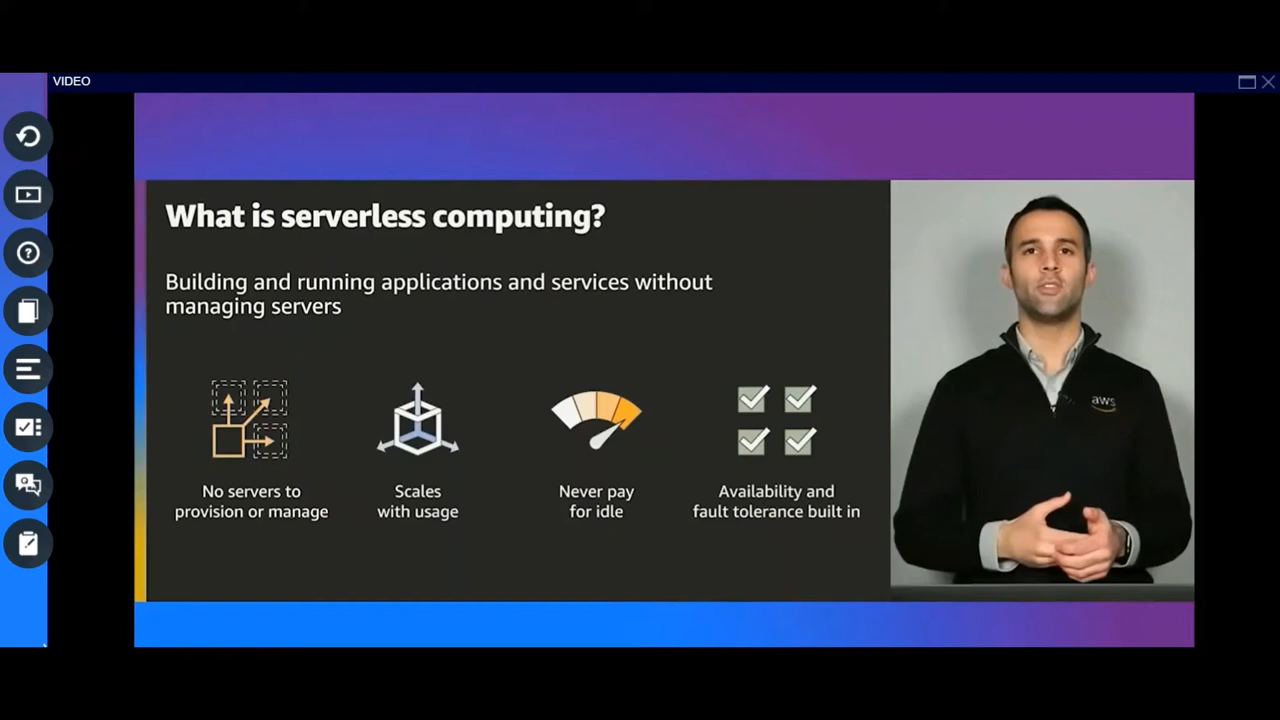 VIDEO
What is serverless computing?
Building and running applications and services without
managing servers
No servers to
provision or manage
Scales
with usage
Never pay
for idle
Availability and
fault tolerance built in
aws